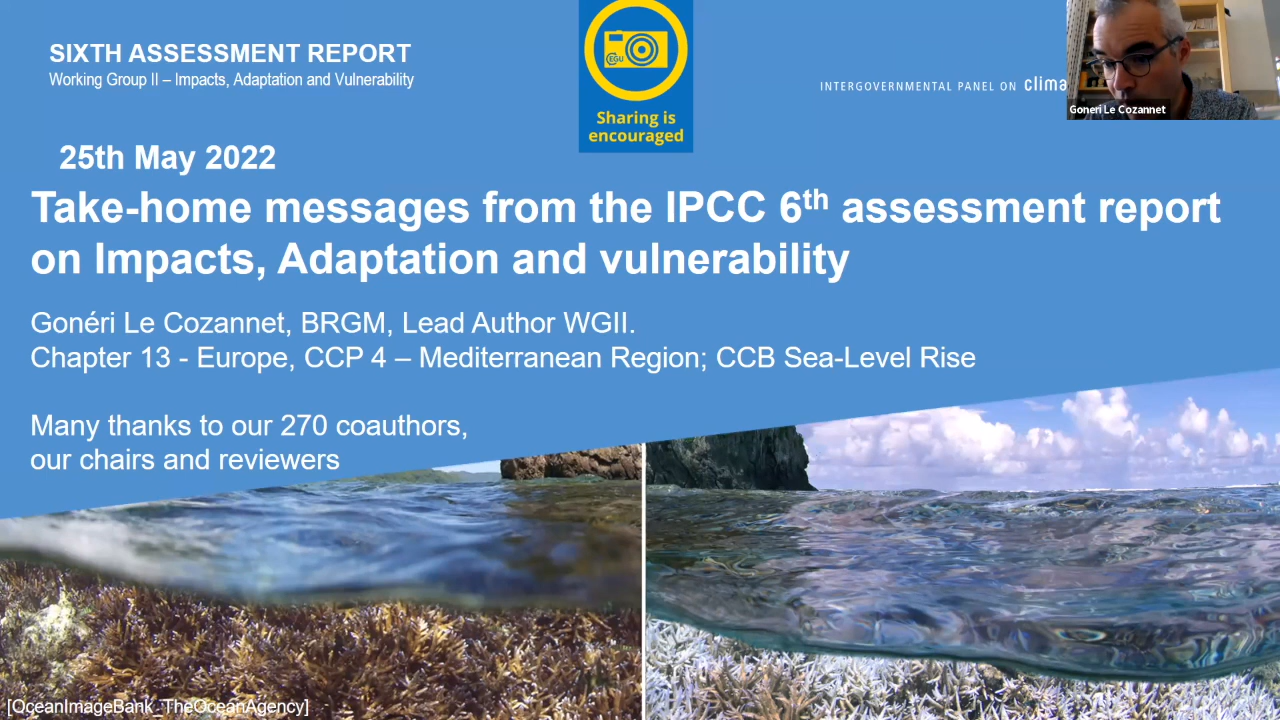 SIXTH ASSESSMENT REPORT
Working Group II – Impacts, Adaptation and Vulnerability
EGU
Sharing is
encouraged
INTERGOVERNMENTAL PANEL ON clima
Goneri Le Cozannet
25th May 2022
Take-home messages from the IPCC 6th assessment report
on Impacts, Adaptation and vulnerability
Gonéri Le Cozannet, BRGM, Lead Author WGII.
Chapter 13 - Europe, CCP 4 – Mediterranean Region; CCB Sea-Level Rise
Many thanks to our 270 coauthors,
our chairs and reviewers
[OceanImageBank_TheOceanAgency]